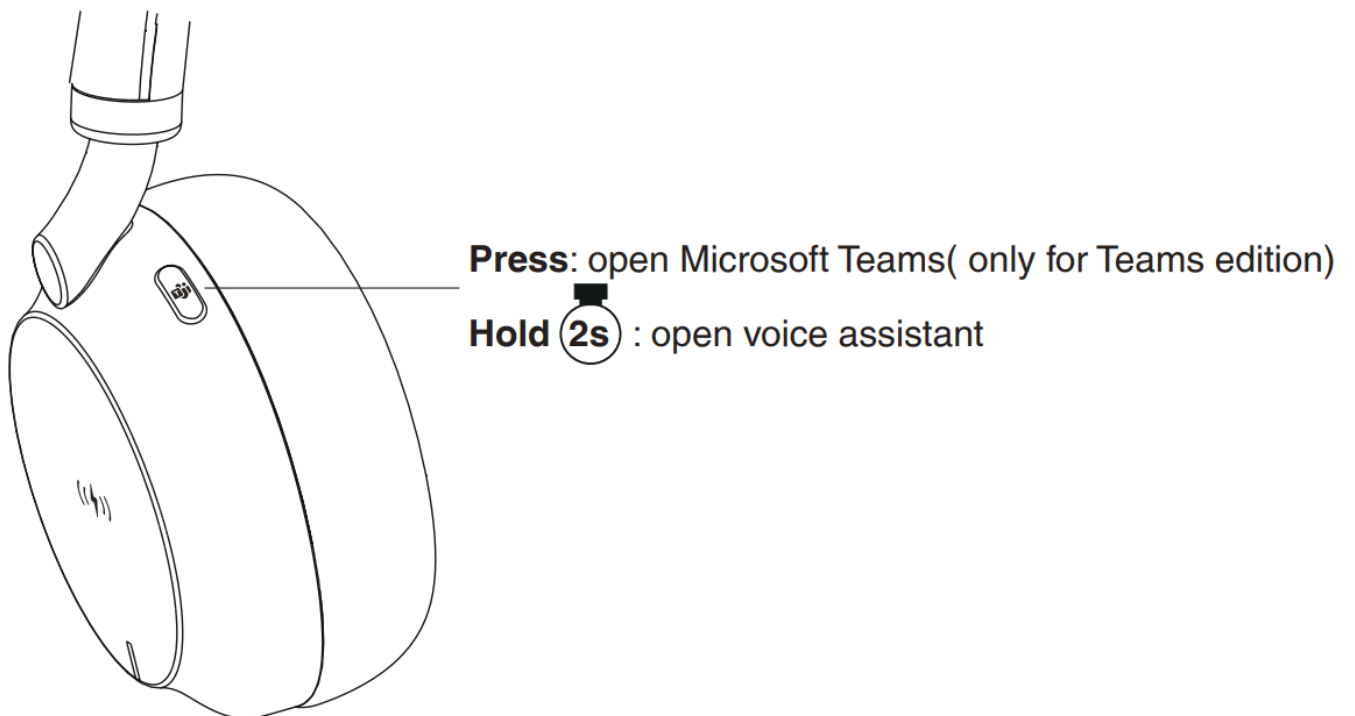 Press: open Microsoft Teams( only for Teams edition)
Hold 2s : open voice assistant